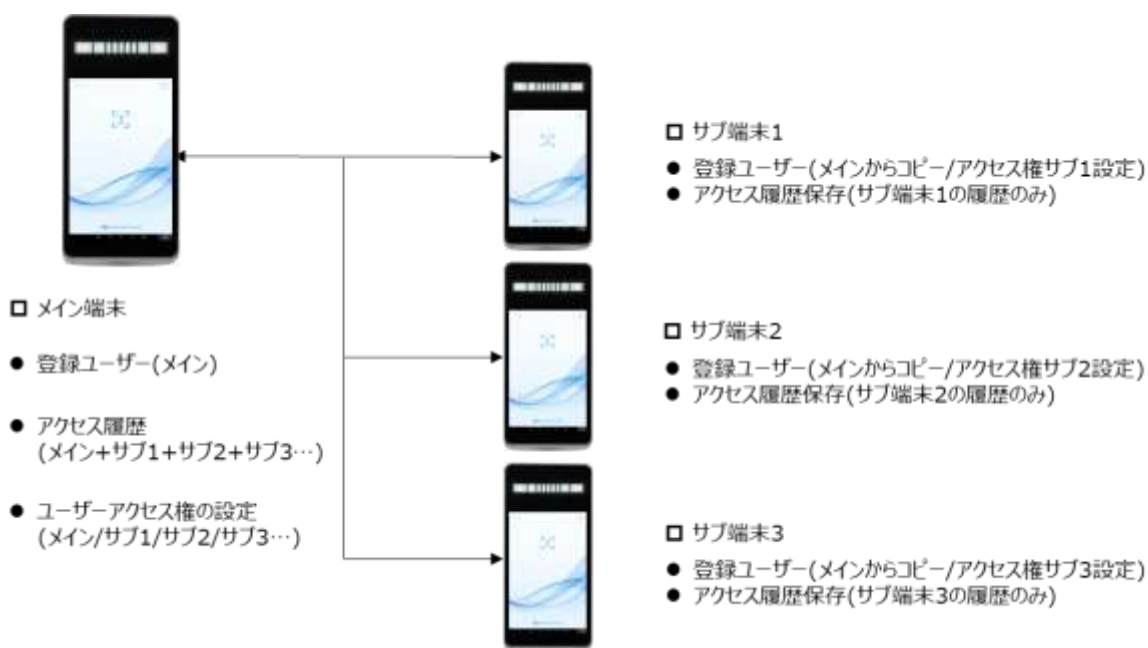 メイン端末
登録ユーザー(メイン)
アクセス履歴
(メイン+サブ1+サブ2+サブ3…)
ユーザーアクセス権の設定
(メイン/サブ1/サブ2/サブ3…)
サブ端末1
登録ユーザー(メインからコピー/アクセス権サブ1設定)
アクセス履歴保存(サブ端末1の履歴のみ)
サブ端末2
登録ユーザー(メインからコピー/アクセス権サブ2設定)
アクセス履歴保存(サブ端末2の履歴のみ)
サブ端末3
登録ユーザー(メインからコピー/アクセス権サブ3設定)
アクセス履歴保存(サブ端末3の履歴のみ)